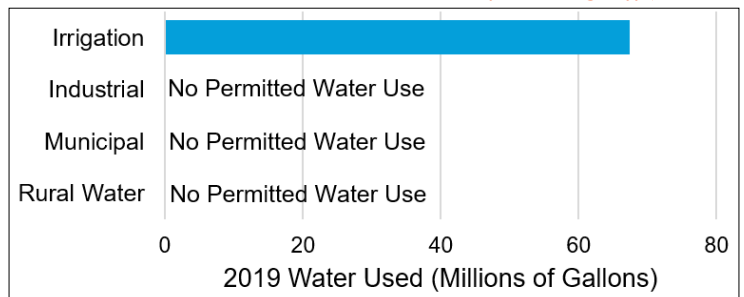 Irrigation
Industrial No Permitted Water Use
Municipal No Permitted Water Use
Rural Water No Permitted Water Use
0 20 40 60 80
2019 Water Used (Millions of Gallons)